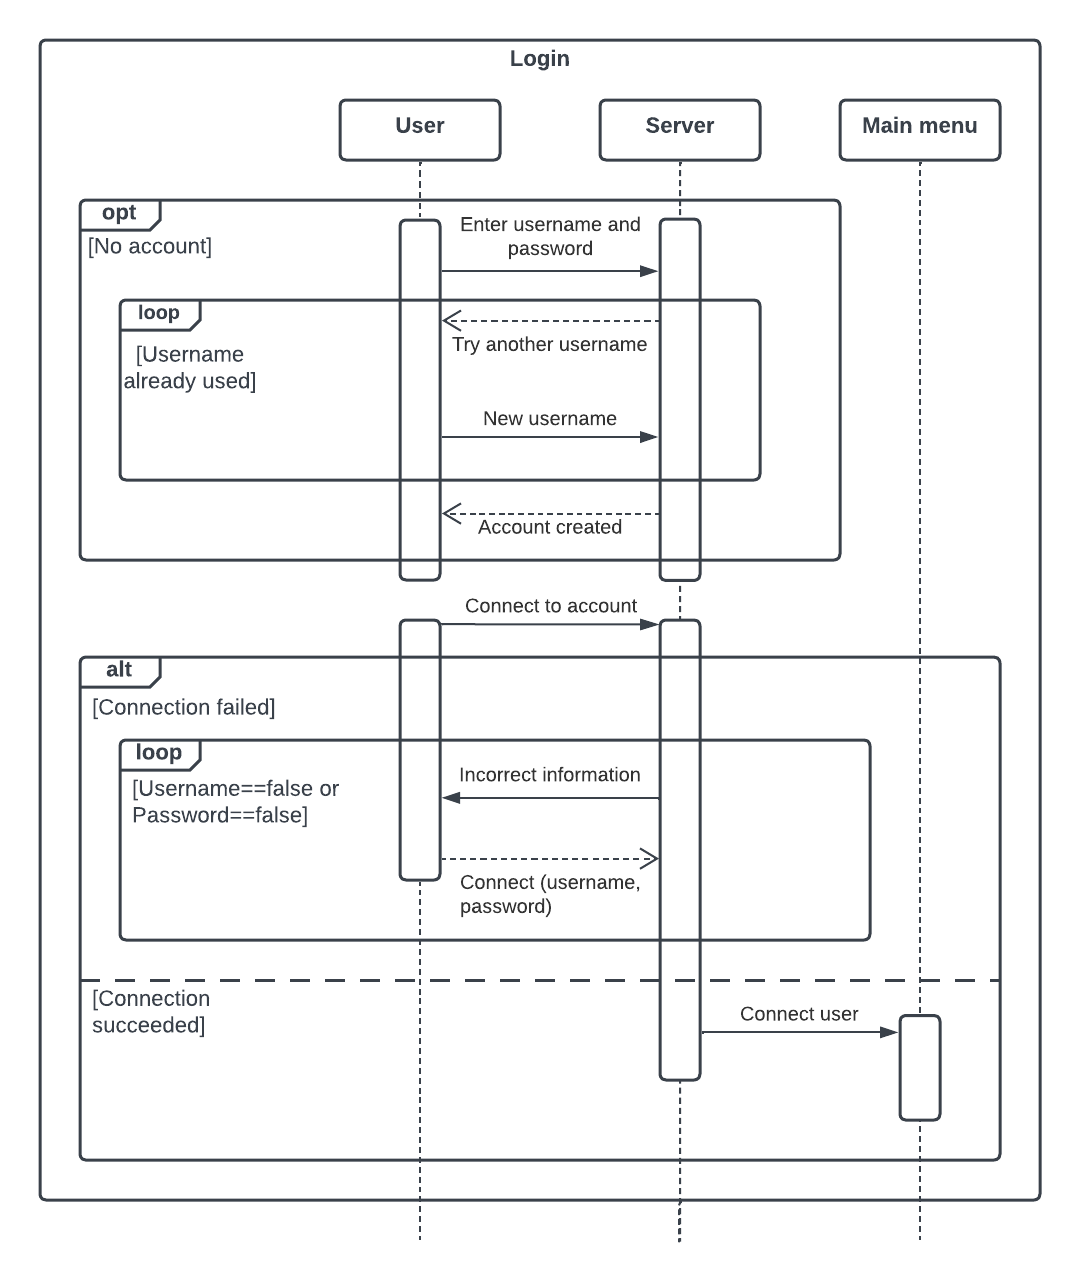 Login
User
Server
Main menu
opt
[No account]
Enter username and
password
loop
[Username
already used]
Try another username
New username
Account created
Connect to account
alt
[Connection failed]
loop
[Username==false or
Password==false]
Incorrect information
Connect (username,
password)
[Connection
succeeded]
Connect user